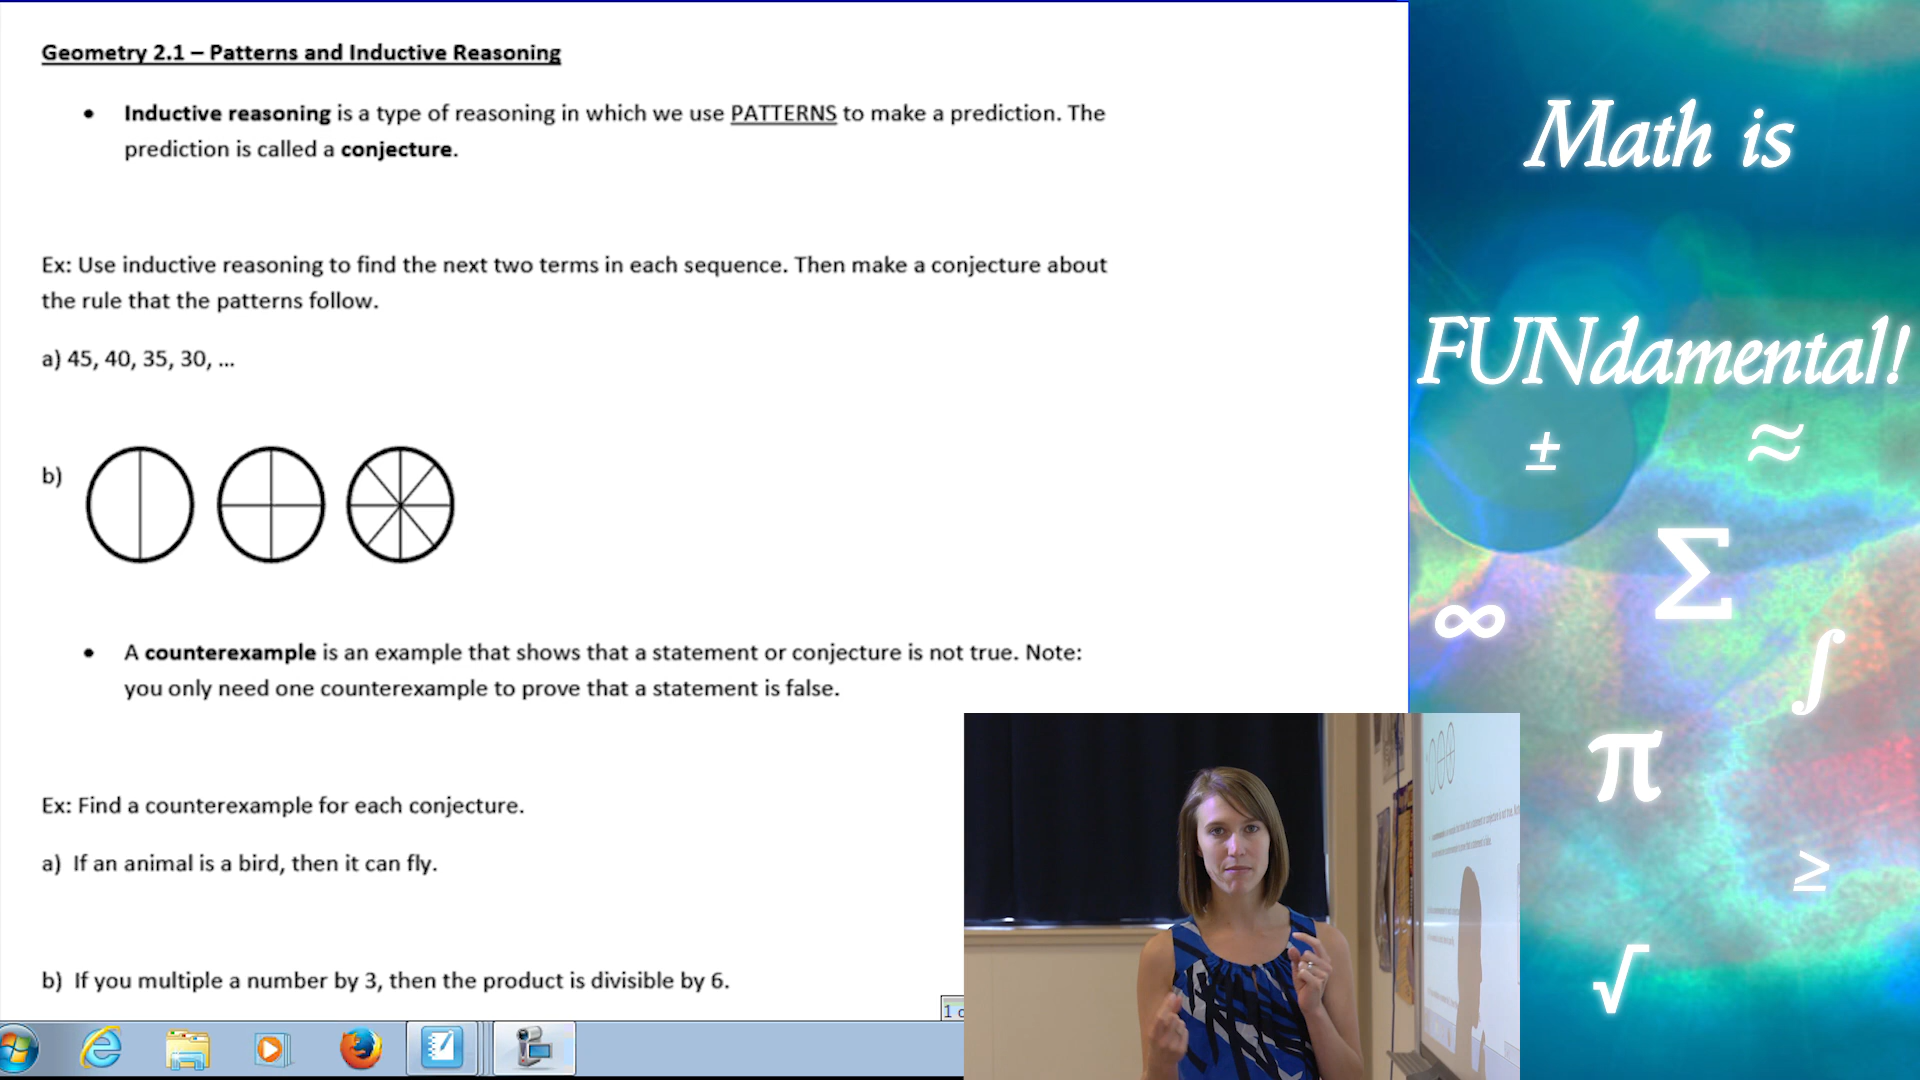 Geometry 2.1 – Patterns and Inductive Reasoning
• Inductive reasoning is a type of reasoning in which we use PATTERNS to make a prediction. The
prediction is called a conjecture.
Ex: Use inductive reasoning to find the next two terms in each sequence. Then make a conjecture about
the rule that the patterns follow.
a) 45, 40, 35, 30, ...
b)
• A counterexample is an example that shows that a statement or conjecture is not true. Note:
you only need one counterexample to prove that a statement is false.
Ex: Find a counterexample for each conjecture.
a) If an animal is a bird, then it can fly.
b) If you multiple a number by 3, then the product is divisible by 6.
Math is
FUNdamental!
± ≈
Σ
∞
∫
π
≥
√